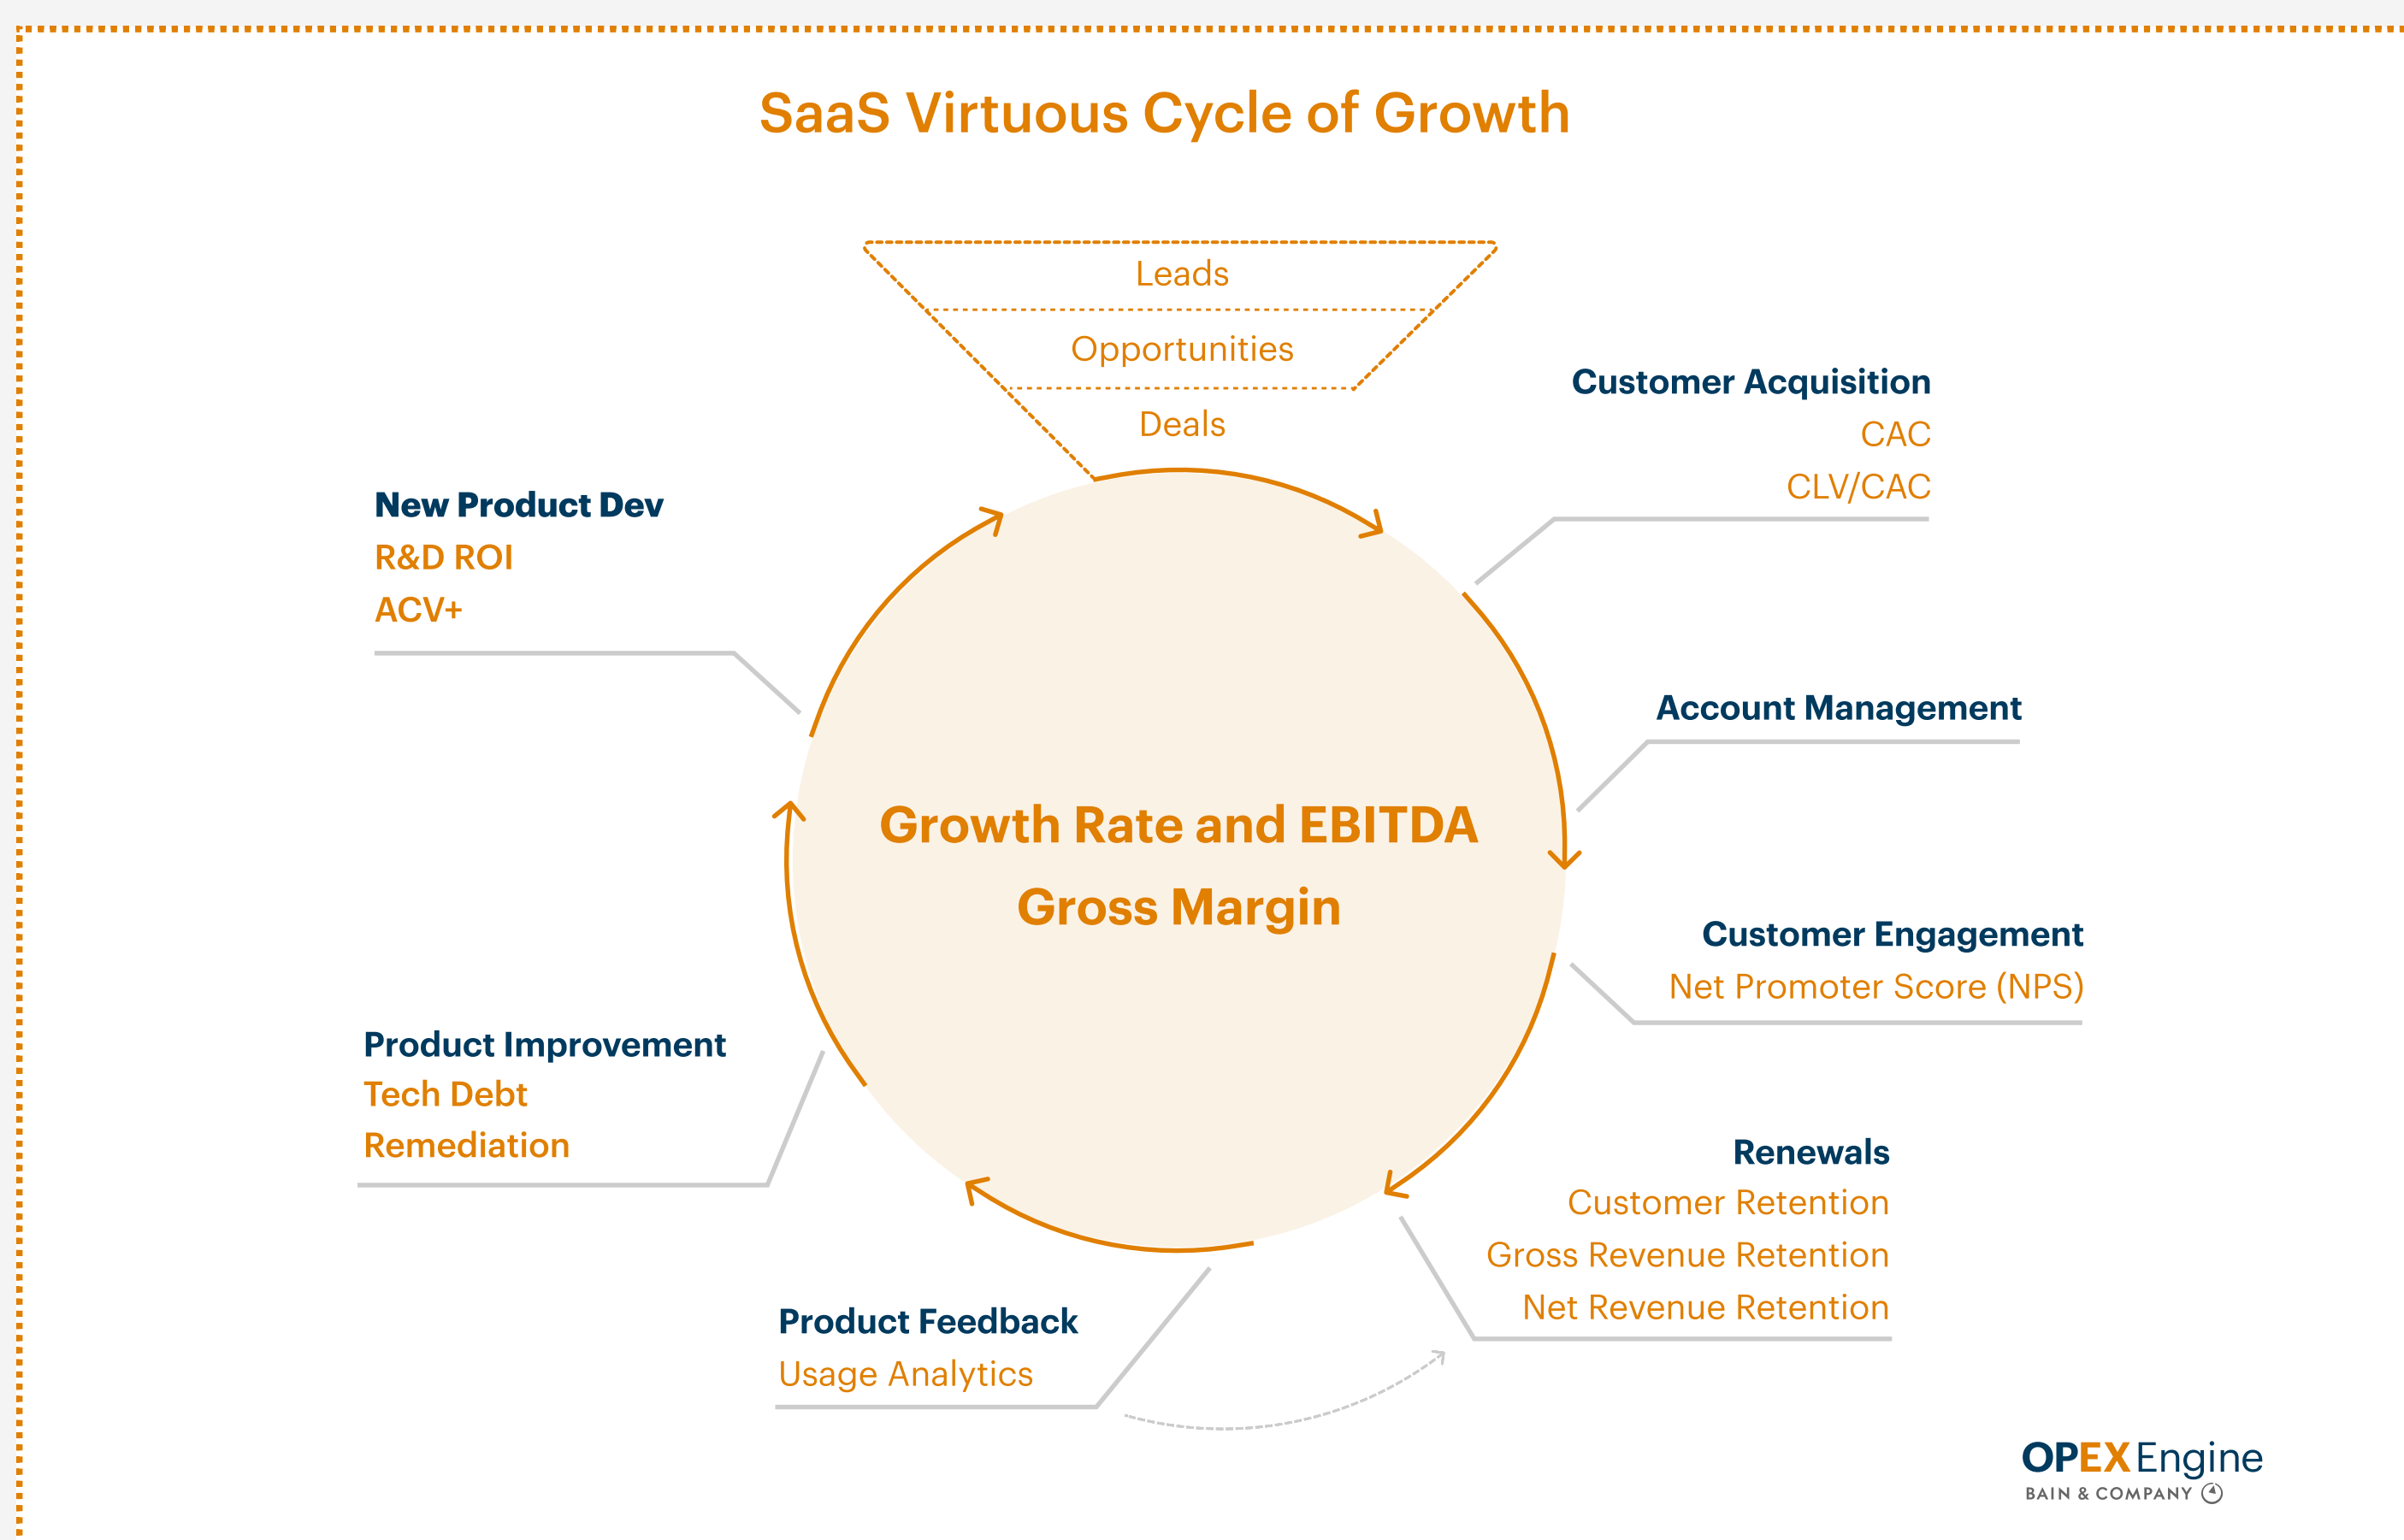 SaaS Virtuous Cycle of Growth
Leads
Opportunities
Deals
Customer Acquisition
CAC
CLV/CAC
Account Management
Customer Engagement
Net Promoter Score (NPS)
Renewals
Customer Retention
Gross Revenue Retention
Net Revenue Retention
Product Feedback
Usage Analytics
Product Improvement
Tech Debt
Remediation
New Product Dev
R&D ROI
ACV+
Growth Rate and EBITDA
Gross Margin
OPEXEngine
BAIN & COMPANY